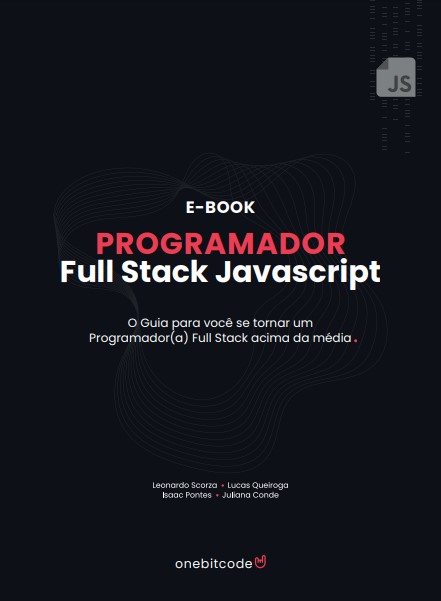 JS
E-BOOK
PROGRAMADOR
Full Stack Javascript
O Guia para você se tornar um
Programador(a) Full Stack acima da média.
Leonardo Scorza • Lucas Queiroga
Isaac Pontes • Juliana Conde
onebitcode